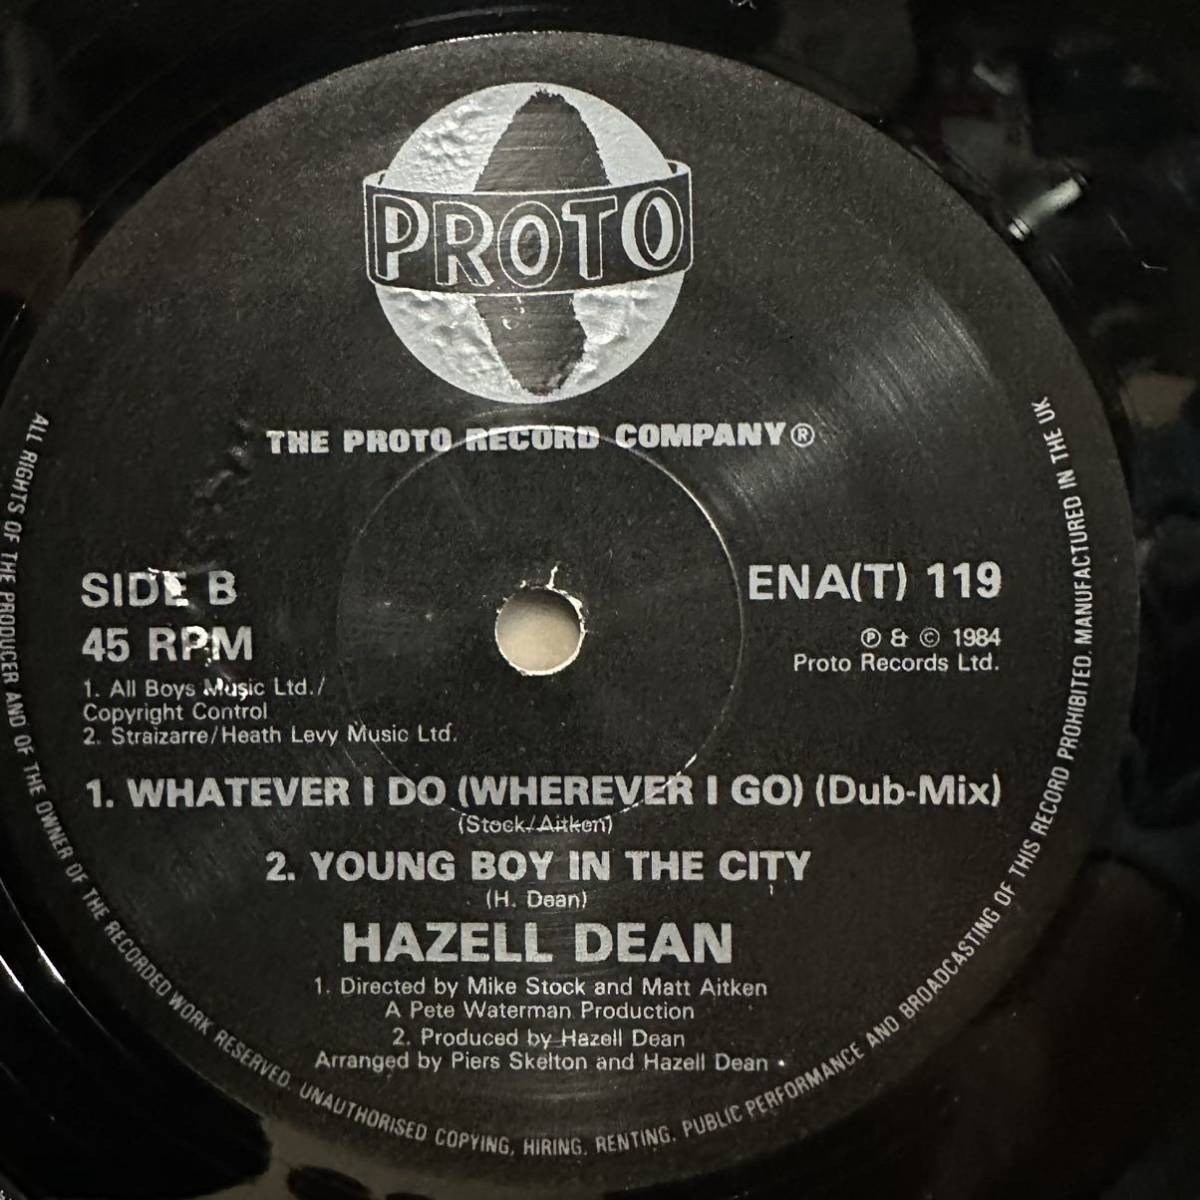 PROTO
THE PROTO RECORD COMPANY®
SIDE B
45 RPM
1. All Boys Music Ltd./
Copyright Control
2. Straizarre/Heath Levy Music Ltd.
ENA(T) 119
℗ & © 1984
Proto Records Ltd.
1. WHATEVER I DO (WHEREVER I GO) (Dub-Mix)
(Stock/Aitken)
2. YOUNG BOY IN THE CITY
(H. Dean)
HAZELL DEAN
1. Directed by Mike Stock and Matt Aitken
A Pete Waterman Production
2. Produced by Hazell Dean
Arranged by Piers Skelton and Hazell Dean
ALL RIGHTS OF THE PRODUCER AND OF THE OWNER OF THE RECORDED WORK RESERVED. UNAUTHORISED COPYING, HIRING, RENTING, PUBLIC PERFORMANCE AND BROADCASTING OF THIS RECORD PROHIBITED. MANUFACTURED IN THE UK